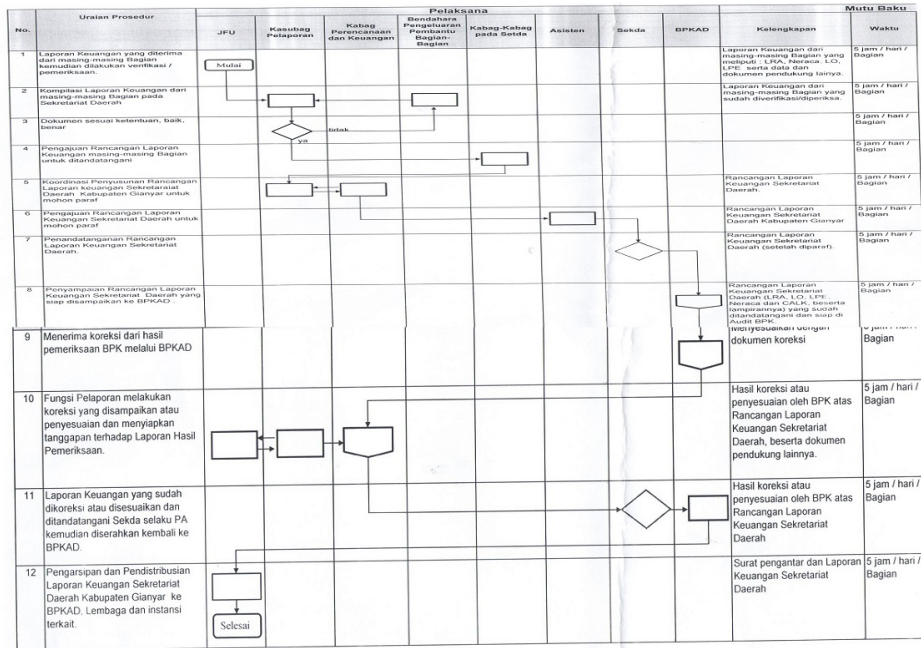 Pelaksana
Mutu Baku
No.
Uraian Prosedur
JFU
Kasubag
Pelaporan
Kabag
Perencanaan
dan Keuangan
Bendahara
Pengeluaran
Pembantu
Bagian-
Bagian
Kabag-Kabag
pada Setda
Asisten
Sekda
BPKAD
Kelengkapan
Waktu
1
Laporan Keuangan yang diterima
dari masing-masing Bagian
kemudian dilakukan verifikasi /
pemeriksaan.
Mulai
Laporan Keuangan dari
masing-masing Bagian yang
meliputi : LRA, Neraca, LO,
LPE serta data dan
dokumen pendukung lainya.
5 jam / hari /
Bagian
2
Kompilasi Laporan Keuangan dari
masing-masing Bagian pada
Sekretariat Daerah
Laporan Keuangan dari
masing-masing Bagian yang
sudah diverifikasi/diperiksa.
5 jam / hari /
Bagian
3
Dokumen sesuai ketentuan, baik,
benar
tidak
ya
5 jam / hari /
Bagian
4
Pengajuan Rancangan Laporan
Keuangan masing-masing Bagian
untuk ditandatangani
5 jam / hari /
Bagian
5
Koordinasi Penyusunan Rancangan
Laporan keuangan Sekretaraiat
Daerah Kabupaten Gianyar untuk
mohon paraf
Rancangan Laporan
Keuangan Sekretariat
Daerah.
5 jam / hari /
Bagian
6
Pengajuan Rancangan Laporan
Keuangan Sekretariat Daerah untuk
mohon paraf
Rancangan Laporan
Keuangan Sekretariat
Daerah Kabupaten Gianyar
5 jam / hari /
Bagian
7
Penandatanganan Rancangan
Laporan Keuangan Sekretariat
Daerah.
Rancangan Laporan
Keuangan Sekretariat
Daerah (setelah diparaf).
5 jam / hari /
Bagian
8
Penyampaian Rancangan Laporan
Keuangan Sekretariat Daerah yang
siap disampaikan ke BPKAD .
Rancangan Laporan
Keuangan Sekretariat
Daerah (LRA, LO, LPE,
Neraca dan CALK, beserta
lampirannya) yang sudah
ditandatangani dan siap di
Audit BPK.
5 jam / hari /
Bagian
9
Menerima koreksi dari hasil
pemeriksaan BPK melalui BPKAD
Menyesuaikan dengan
dokumen koreksi
5 jam / hari /
Bagian
10
Fungsi Pelaporan melakukan
koreksi yang disampaikan atau
penyesuaian dan menyiapkan
tanggapan terhadap Laporan Hasil
Pemeriksaan.
Hasil koreksi atau
penyesuaian oleh BPK atas
Rancangan Laporan
Keuangan Sekretariat
Daerah, beserta dokumen
pendukung lainnya.
5 jam / hari /
Bagian
11
Laporan Keuangan yang sudah
dikoreksi atau disesuaikan dan
ditandatangani Sekda selaku PA
kemudian diserahkan kembali ke
BPKAD.
Hasil koreksi atau
penyesuaian oleh BPK atas
Rancangan Laporan
Keuangan Sekretariat
Daerah
5 jam / hari /
Bagian
12
Pengarsipan dan Pendistribusian
Laporan Keuangan Sekretariat
Daerah Kabupaten Gianyar ke
BPKAD, Lembaga dan instansi
terkait.
Selesai
Surat pengantar dan Laporan
Keuangan Sekretariat
Daerah
5 jam / hari /
Bagian